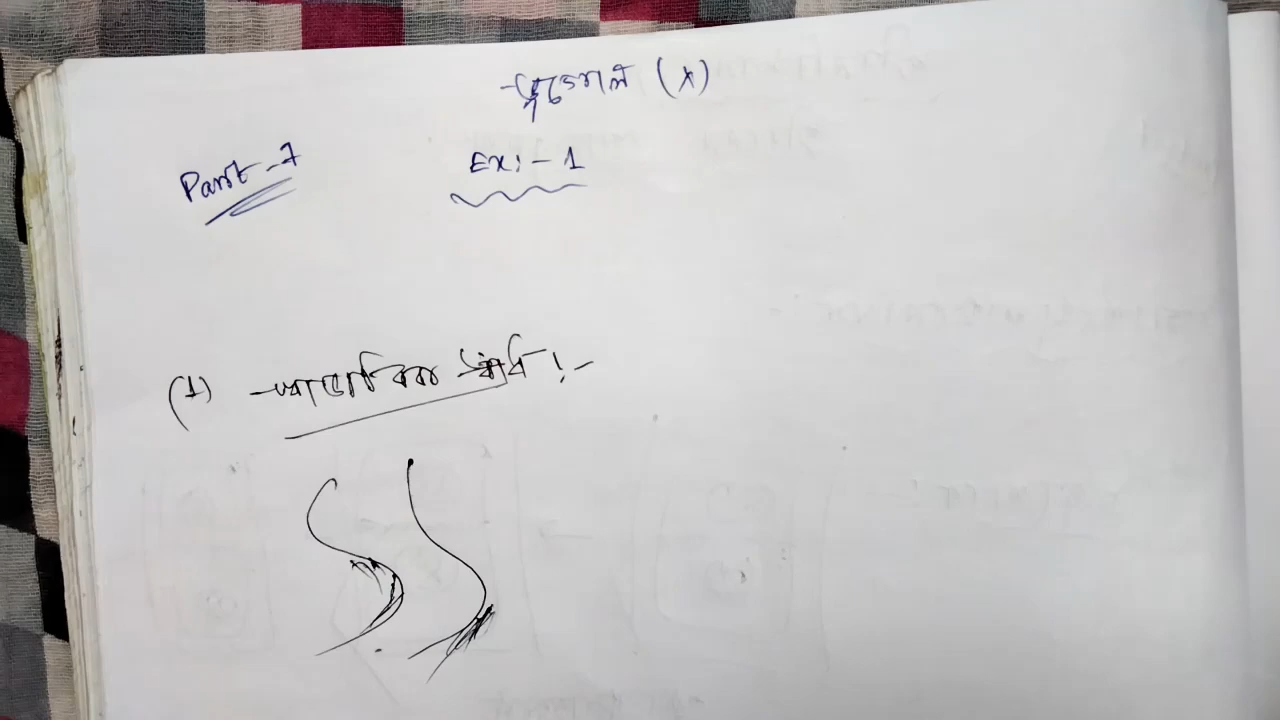 ভূগোল (X)
Part - 7
Ex: - 1
(1) স্বাভাবিক :-